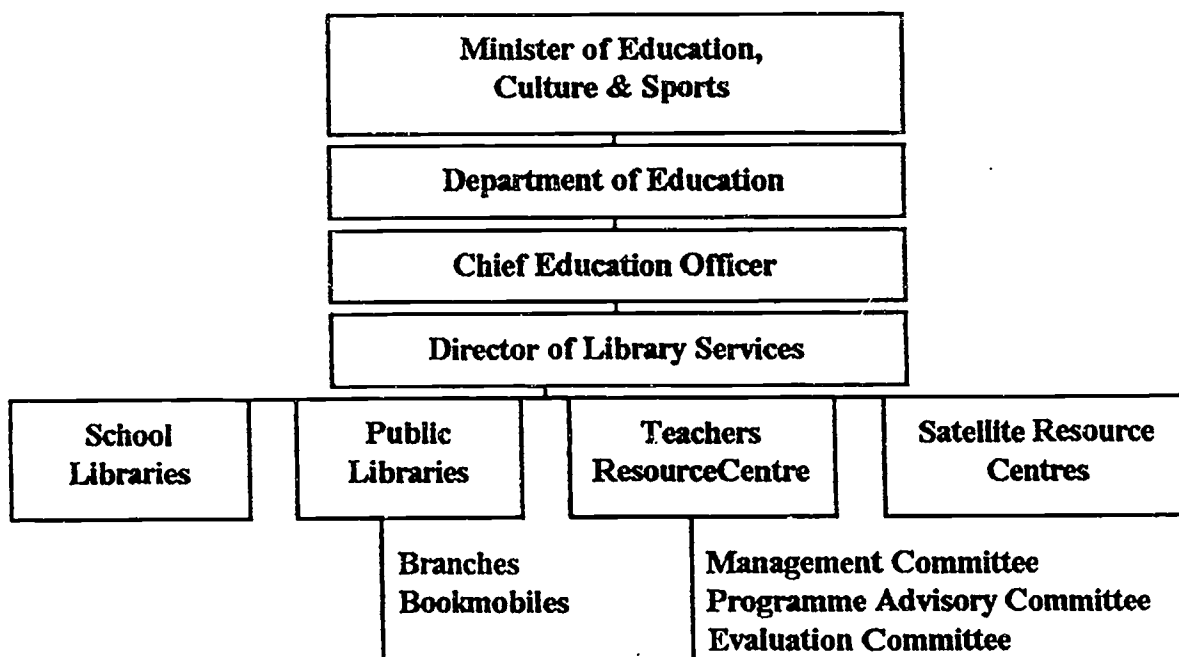 Minister of Education,
Culture & Sports
Department of Education
Chief Education Officer
Director of Library Services
School
Libraries
Public
Libraries
Teachers
ResourceCentre
Satellite Resource
Centres
Branches
Bookmobiles
Management Committee
Programme Advisory Committee
Evaluation Committee